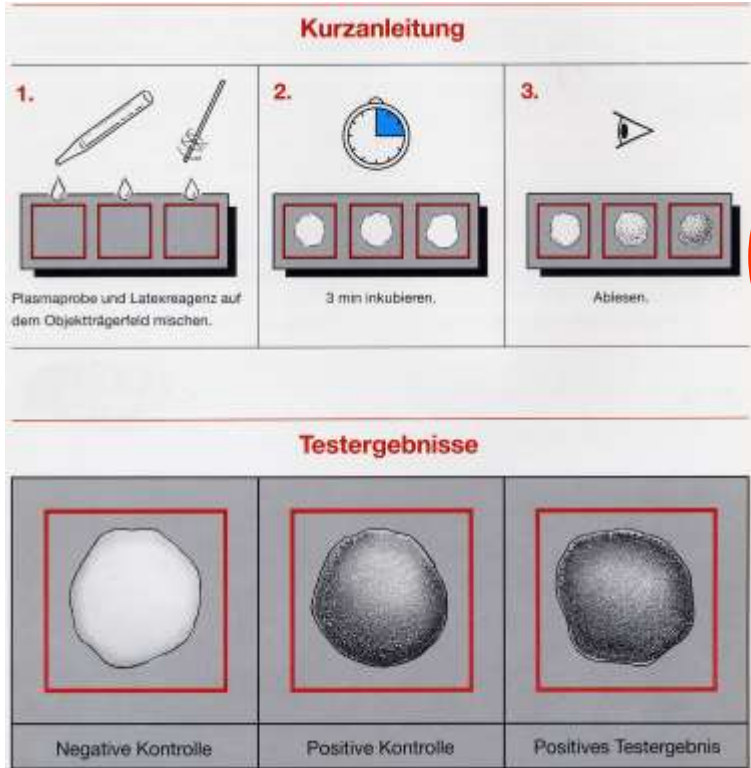 Kurzanleitung
1.
2.
3.
Plasmaprobe und Latexreagenz auf
dem Objektträgerfeld mischen.
3 min inkubieren.
Ablesen.
Testergebnisse
Negative Kontrolle
Positive Kontrolle
Positives Testergebnis